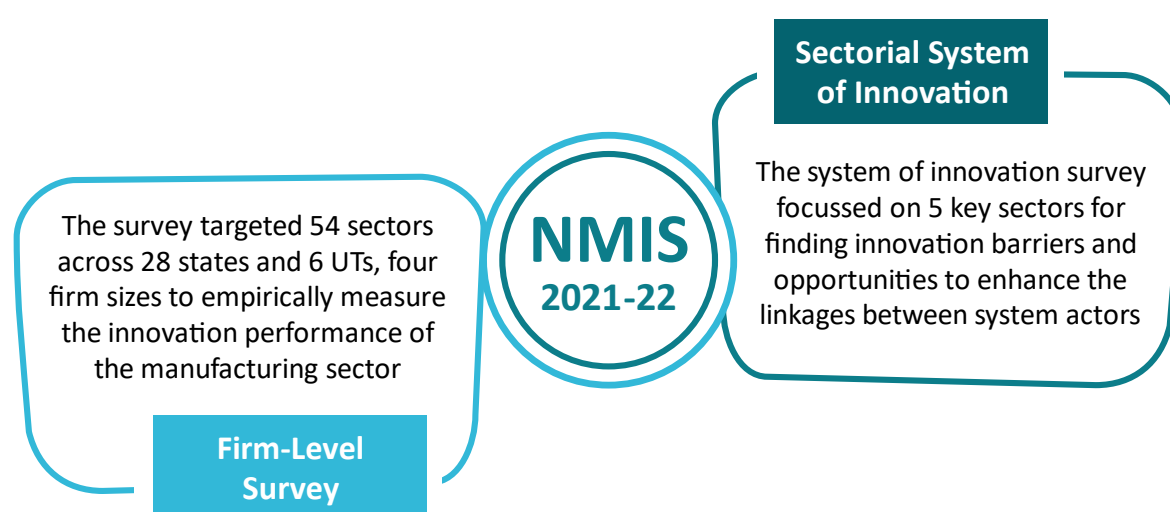 The survey targeted 54 sectors
across 28 states and 6 UTs, four
firm sizes to empirically measure
the innovation performance of
the manufacturing sector
Firm-Level
Survey
NMIS
2021-22
Sectorial System
of Innovation
The system of innovation survey
focussed on 5 key sectors for
finding innovation barriers and
opportunities to enhance the
linkages between system actors